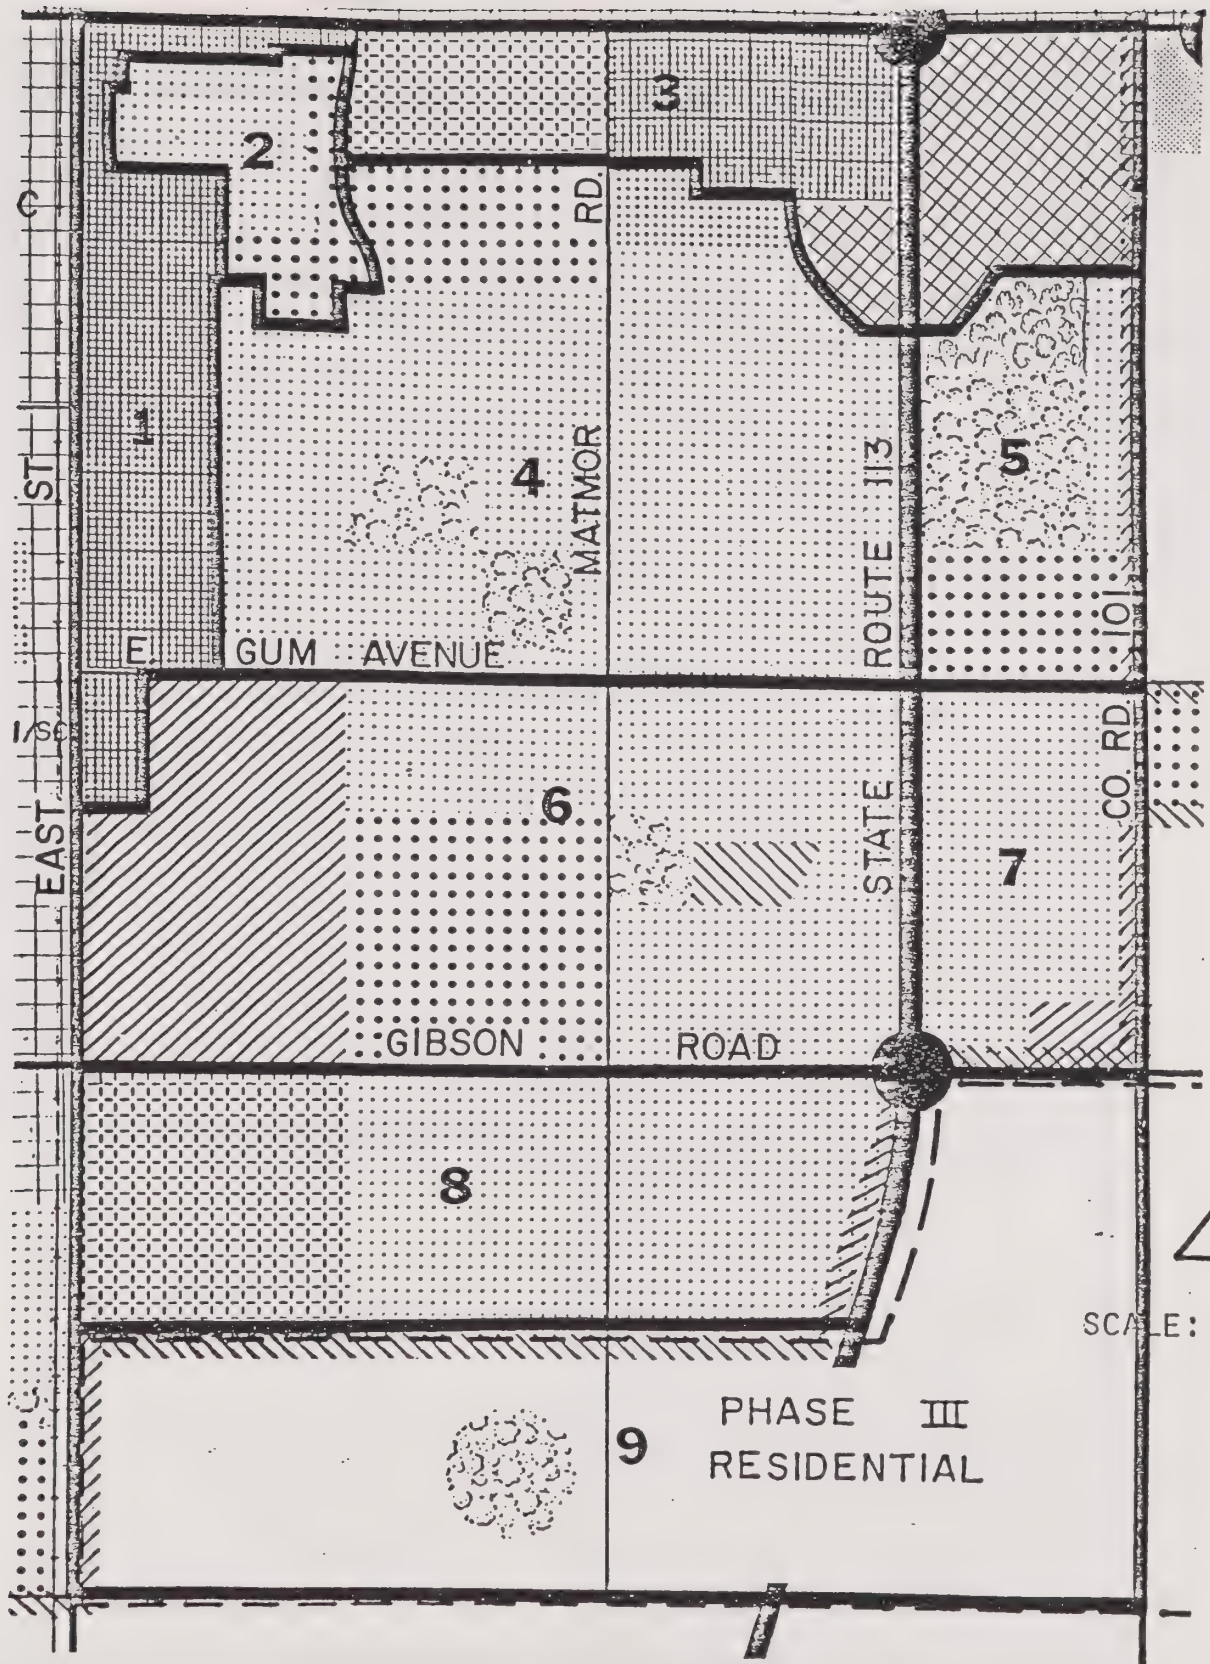 3
2
C
RD.
1
ST
4
MATMOR
ROUTE 113
5
101
E GUM AVENUE
EAST
6
STATE
CO. RD
7
GIBSON ROAD
8
SCALE:
PHASE III
RESIDENTIAL
9